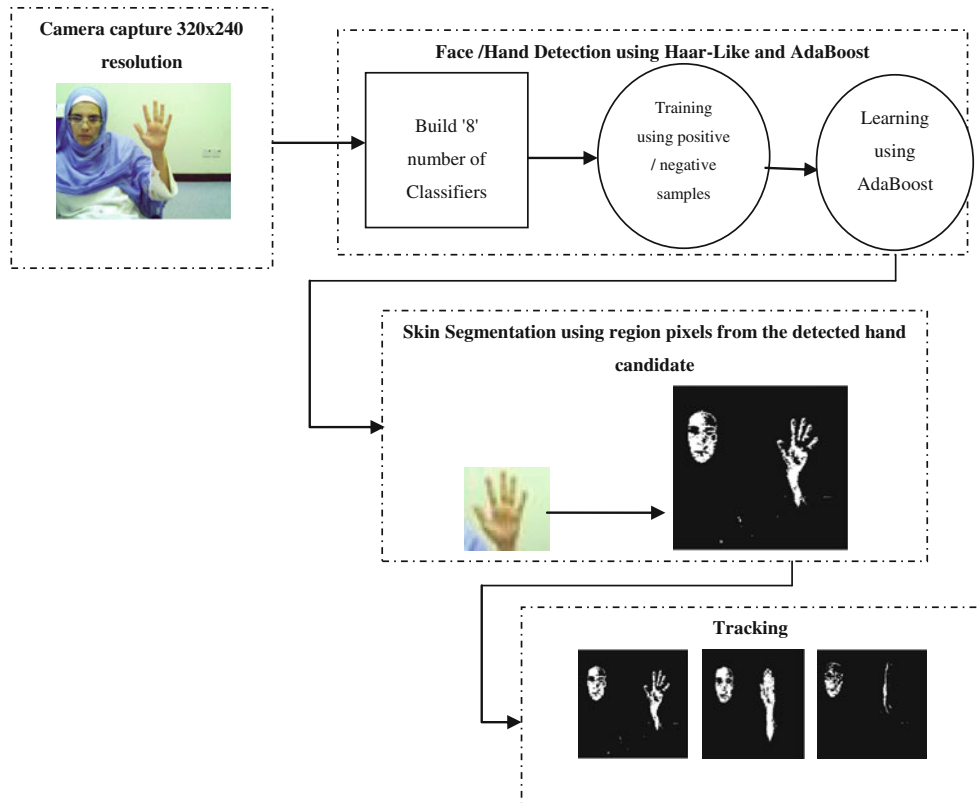 Camera capture 320x240
resolution
Face /Hand Detection using Haar-Like and AdaBoost
Build '8'
number of
Classifiers
Training
using positive
/ negative
samples
Learning
using
AdaBoost
Skin Segmentation using region pixels from the detected hand
candidate
Tracking